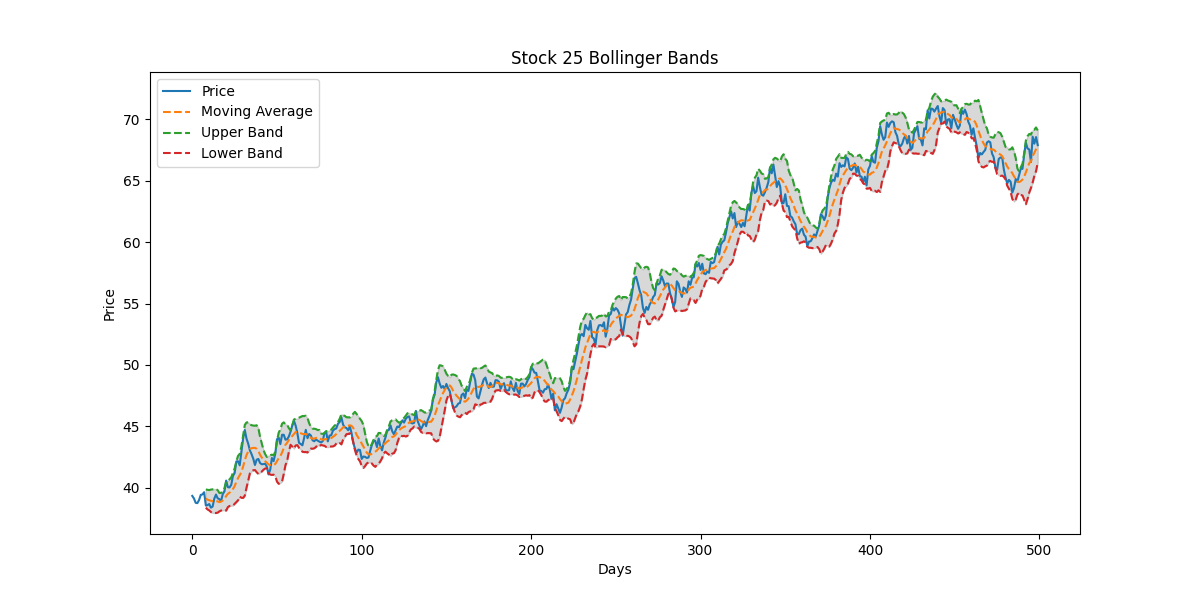 Stock 25 Bollinger Bands
Price
Moving Average
Upper Band
Lower Band
Price
70
65
60
55
50
45
40
0 100 200 300 400 500
Days